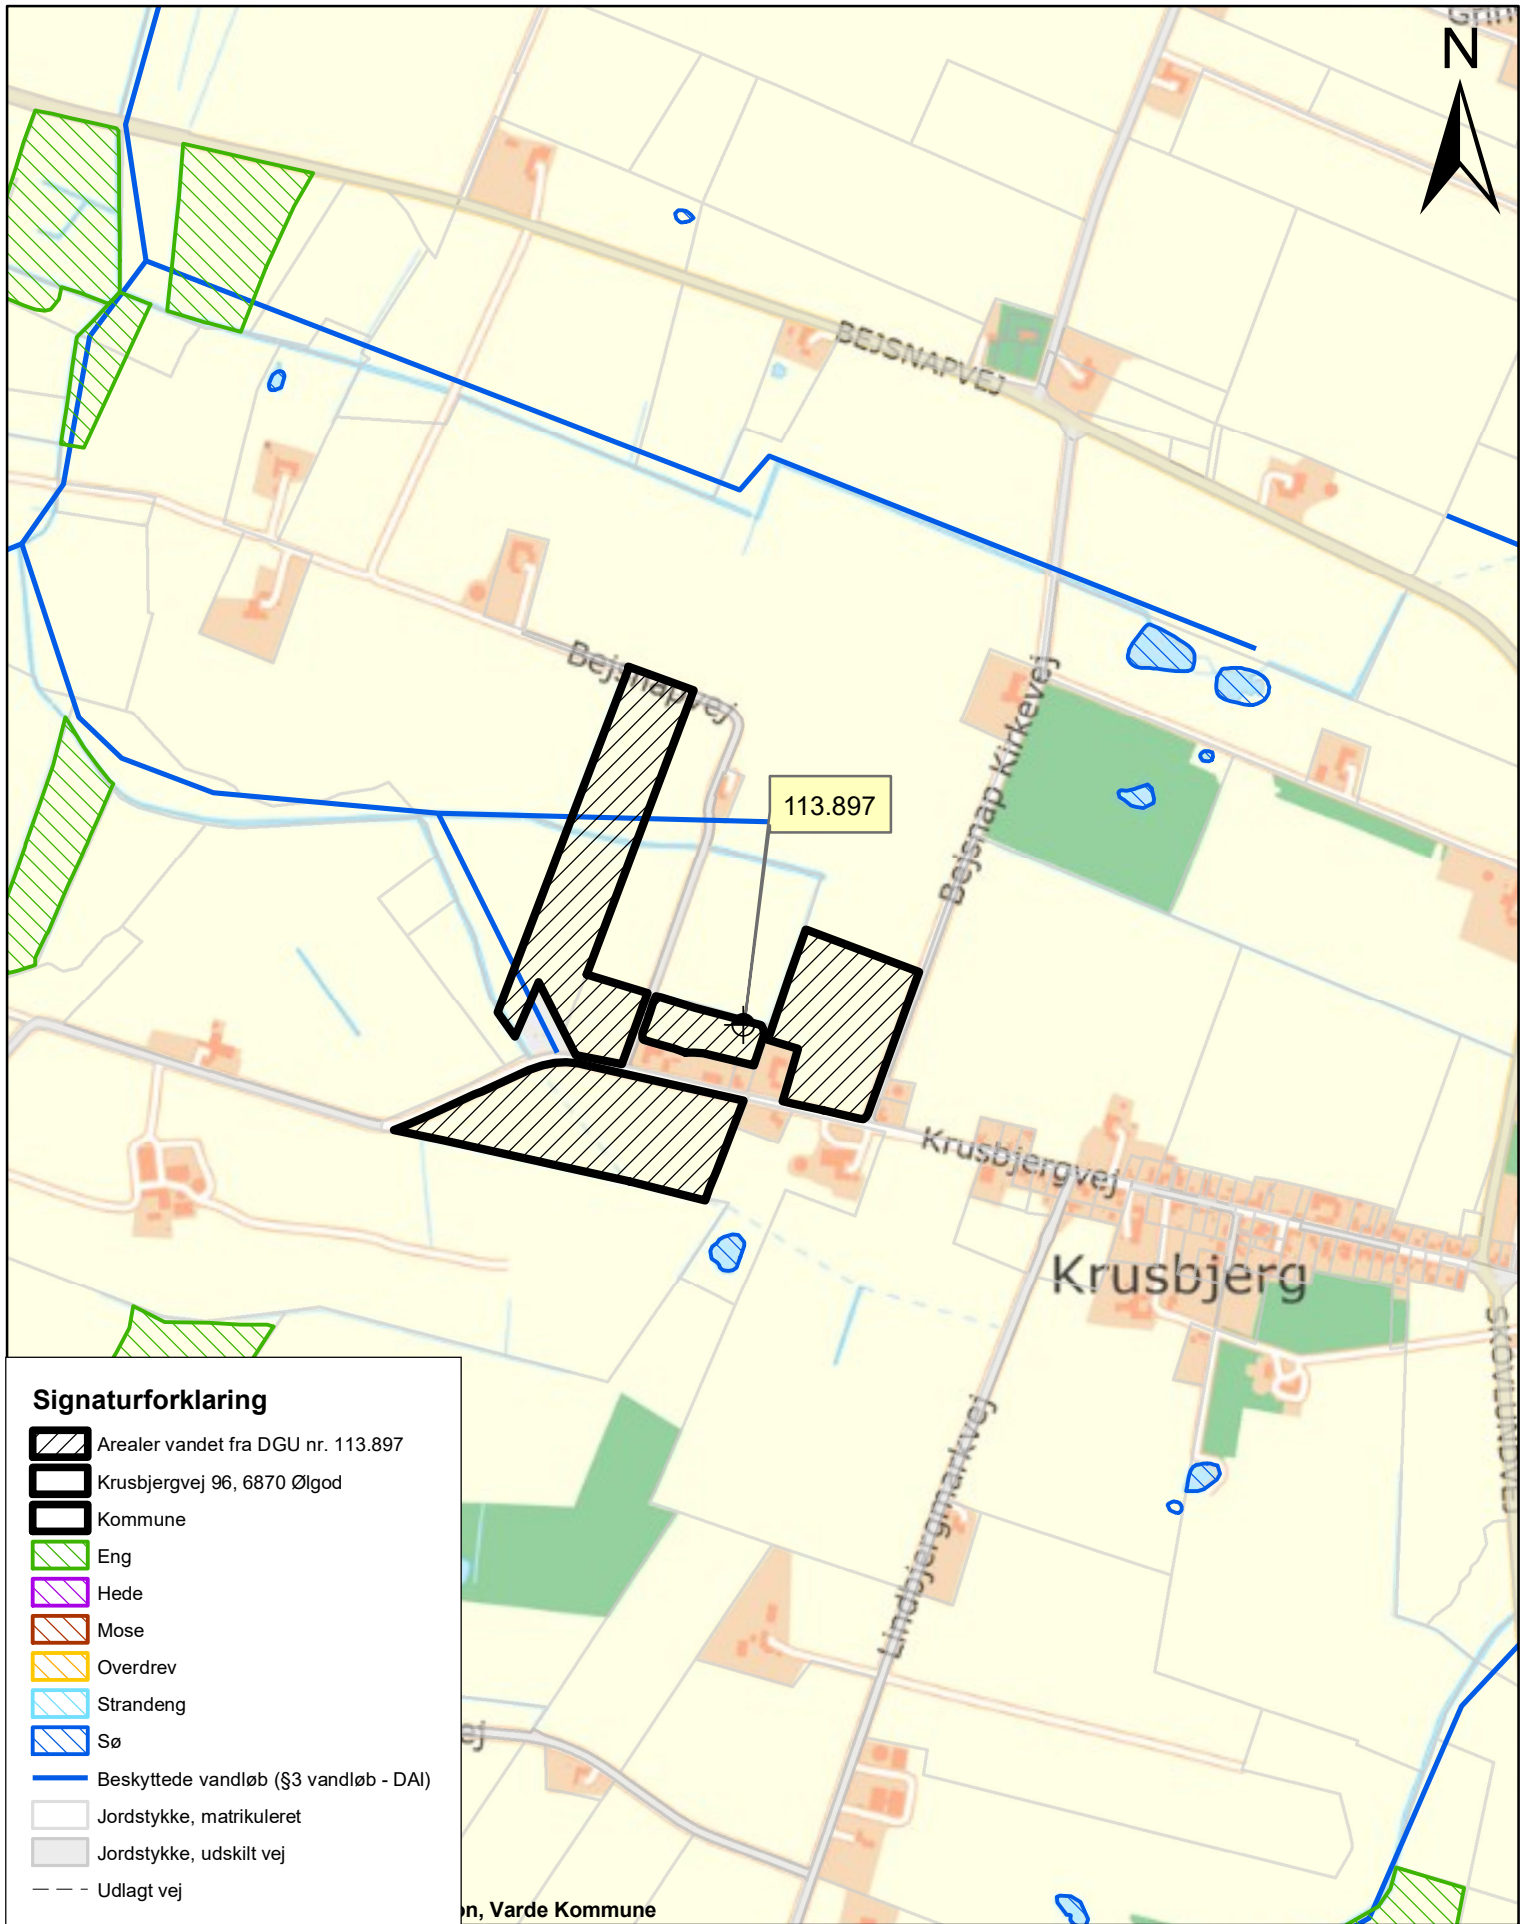 N
BEJSNAPVEJ
Bejsnapvej
Bejsnap Kirkevej
113.897
Krusbjergvej
Krusbjerg
SKOVLUNDVEJ
Lindbjergmarkvej
Signaturforklaring
Arealer vandet fra DGU nr. 113.897
Krusbjergvej 96, 6870 Ølgod
Kommune
Eng
Hede
Mose
Overdrev
Strandeng
Sø
Beskyttede vandløb (§3 vandløb - DAI)
Jordstykke, matrikuleret
Jordstykke, udskilt vej
Udlagt vej
ej
on, Varde Kommune